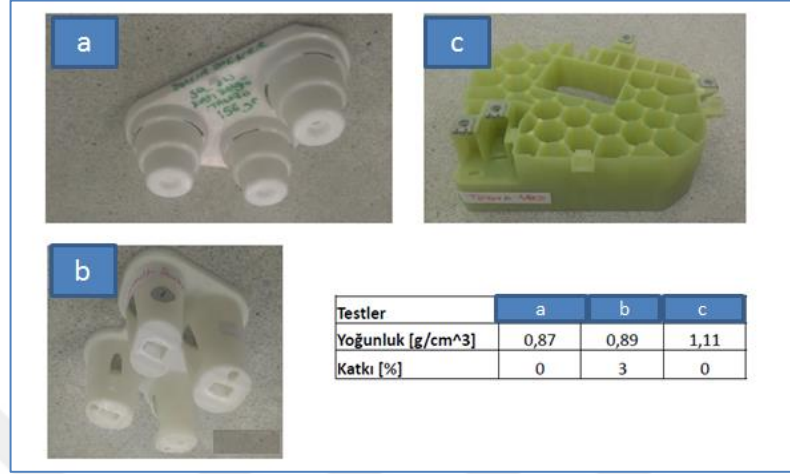 a
c
b
Testler a b c
Yoğunluk [g/cm^3] 0,87 0,89 1,11
Katkı [%] 0 3 0